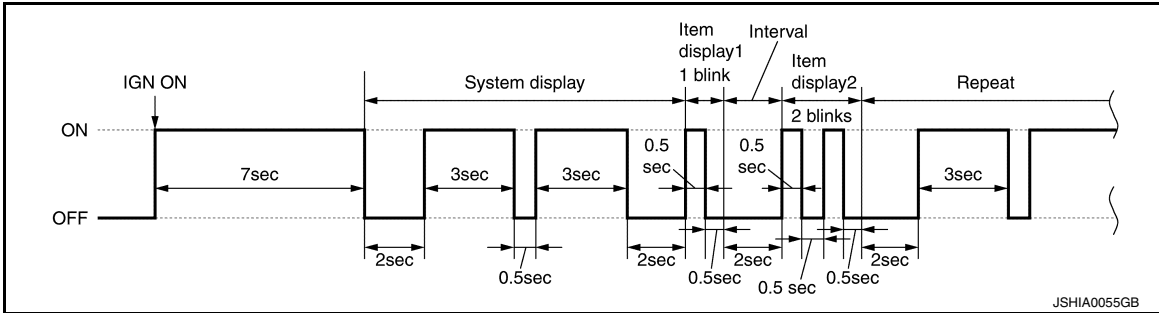 Item
display1
1 blink
Interval
Item
display2
2 blinks
IGN ON
System display
Repeat
ON
0.5
sec
0.5
sec
7sec
3sec
3sec
3sec
OFF
2sec
0.5sec
2sec
0.5sec
2sec
0.5 sec
0.5sec
2sec
JSHIA0055GB